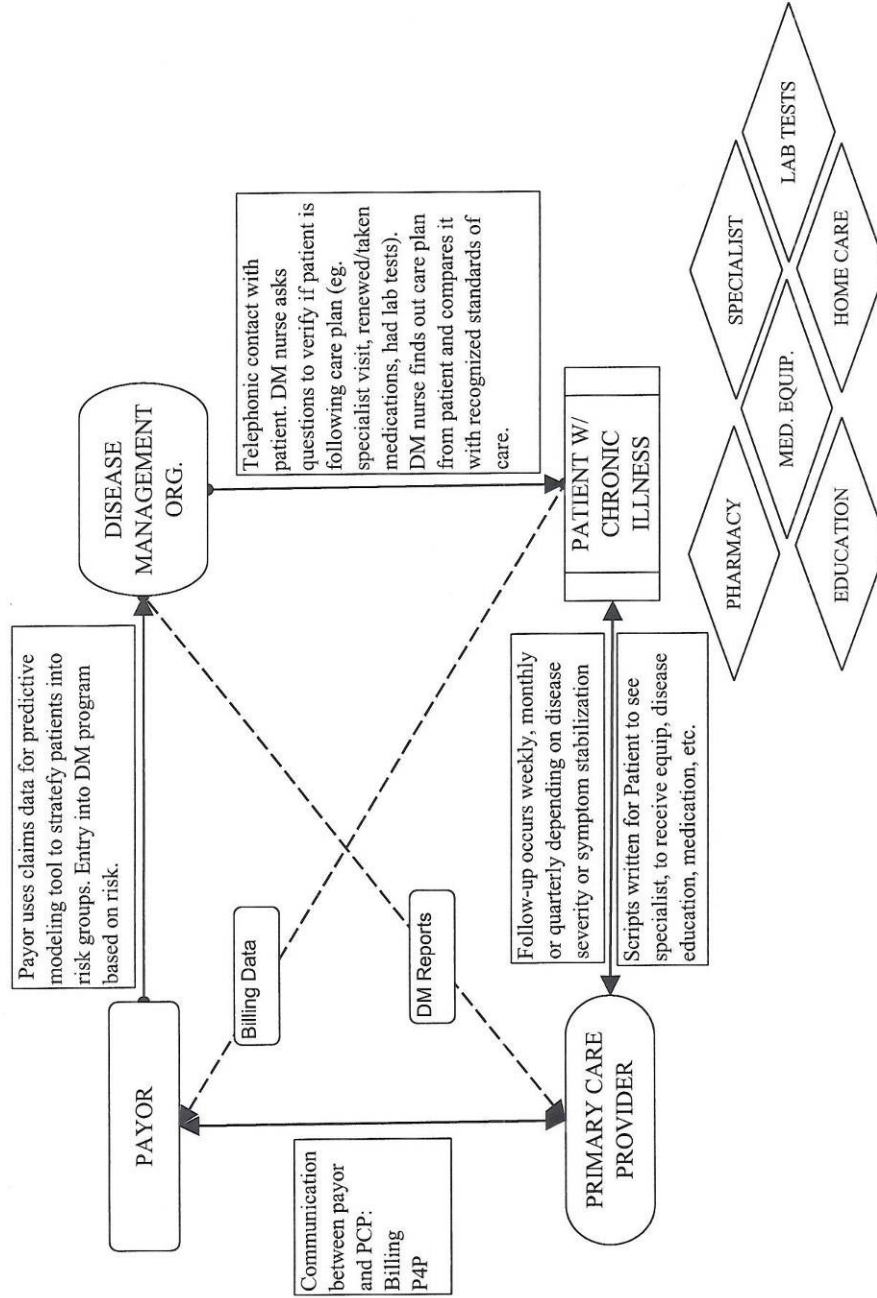 PAYOR
Payor uses claims data for predictive
modeling tool to stratefy patients into
risk groups. Entry into DM program
based on risk.
DISEASE
MANAGEMENT
ORG.
Communication
between payor
and PCP:
Billing
P4P
Billing Data
DM Reports
Telephonic contact with
patient. DM nurse asks
questions to verify if patient is
following care plan (eg.
specialist visit, renewed/taken
medications, had lab tests).
DM nurse finds out care plan
from patient and compares it
with recognized standards of
care.
PRIMARY CARE
PROVIDER
Follow-up occurs weekly, monthly
or quarterly depending on disease
severity or symptom stabilization
Scripts written for Patient to see
specialist, to receive equip, disease
education, medication, etc.
PATIENT W/
CHRONIC
ILLNESS
PHARMACY
SPECIALIST
MED. EQUIP.
LAB TESTS
EDUCATION
HOME CARE